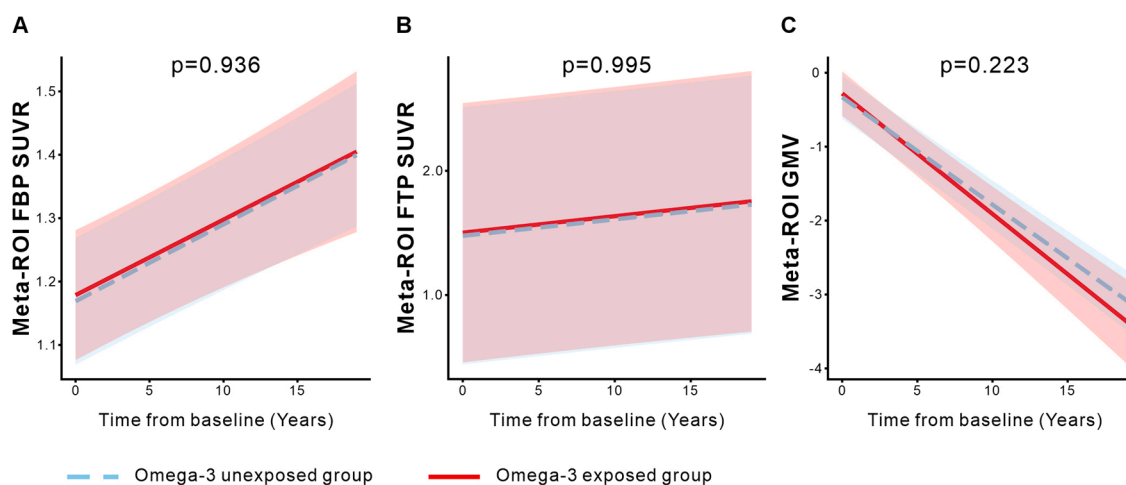 A
B
C
p=0.936
p=0.995
p=0.223
Meta-ROI FBP SUVR
1.5
1.4
1.3
1.2
1.1
0
5
10
15
Time from baseline (Years)
Meta-ROI FTP SUVR
2.0
1.0
0
5
10
15
Time from baseline (Years)
Meta-ROI GMV
0
-1
-2
-3
-4
0
5
10
15
Time from baseline (Years)
Omega-3 unexposed group
Omega-3 exposed group